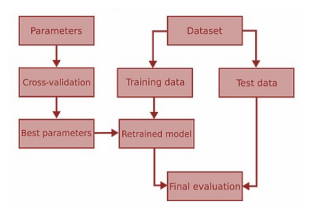 Parameters
Dataset
Cross-validation
Training data
Test data
Best parameters
Retrained model
Final evaluation